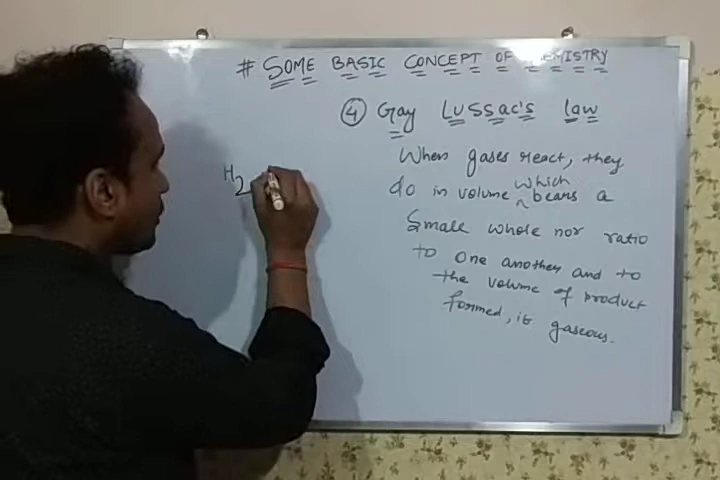 # SOME BASIC CONCEPT OF CHEMISTRY
④ Gay LUSSAC'S law
When gases react, they
do in volume which bears a
Small whole nor ratio
to one another and to
the volume of product
formed, if gaseous.
H2